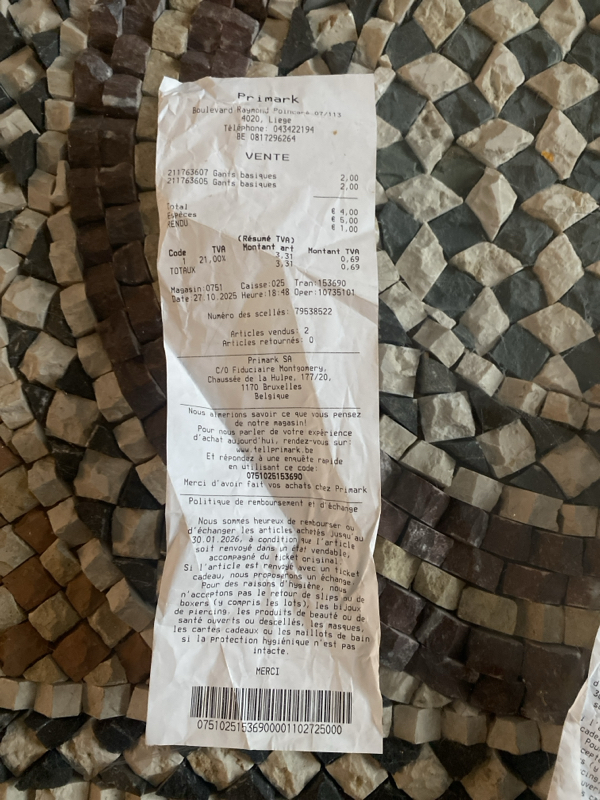 Primark
Boulevard Raymond Poincaré 07/113
4020, Liege
Téléphone: 043422194
BE 0817296264
VENTE
211763607 Gants basiques 2,00
211763605 Gants basiques 2,00
Total € 4,00
Espèces € 5,00
RENDU € 1,00
(Résumé TVA)
Code TVA Montant art Montant TVA
1 21,00% 3,31 0,69
TOTAUX 3,31 0,69
Magasin:0751 Caisse:025 Tran:153690
Date:27.10.2025 Heure:18:48 Oper:10735101
Numéro des scellés: 79538522
Articles vendus: 2
Articles retournés: 0
Primark SA
C/O Fiduciaire Montgomery,
Chaussée de la Hulpe, 177/20,
1170 Bruxelles
Belgique
Nous aimerions savoir ce que vous pensez
de notre magasin!
Pour nous parler de votre expérience
d'achat aujourd'hui, rendez-vous sur:
www.tellprimark.be
Et répondez à une enquête rapide
en utilisant ce code:
0751025153690
Merci d'avoir fait vos achats chez Primark
Politique de remboursement et d'échange
Nous sommes heureux de rembourser ou
d'échanger les articles achetés jusqu'au
30.01.2026, à condition que l'article
soit renvoyé dans un état vendable,
accompagné du ticket original.
Si l'article est renvoyé avec un ticket
cadeau, nous proposerons un échange.
Pour des raisons d'hygiène, nous
n'acceptons pas le retour de slips ou de
boxers (y compris les lots), les bijoux
de piercing, les produits de beauté ou de
santé ouverts ou descellés, les masques,
les cartes cadeaux ou les maillots de bain
si la protection hygiénique n'est pas
intacte.
MERCI
07510251536900001102725000